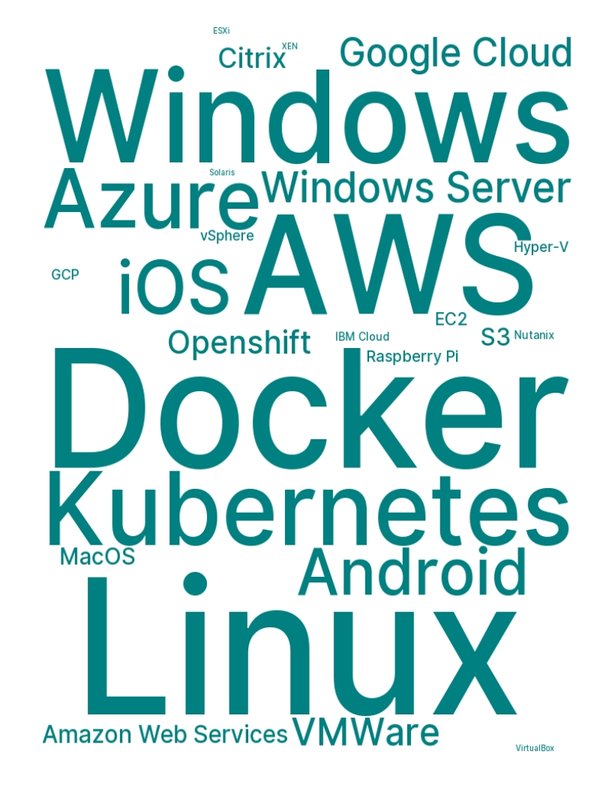 ESXi
Citrix
XEN
Google Cloud
Windows
Solaris
Azure
Windows Server
vSphere
AWS
Hyper-V
iOS
GCP
EC2
S3
Nutanix
Openshift
IBM Cloud
Raspberry Pi
Docker
Kubernetes
MacOS
Android
Linux
Amazon Web Services
VMWare
VirtualBox